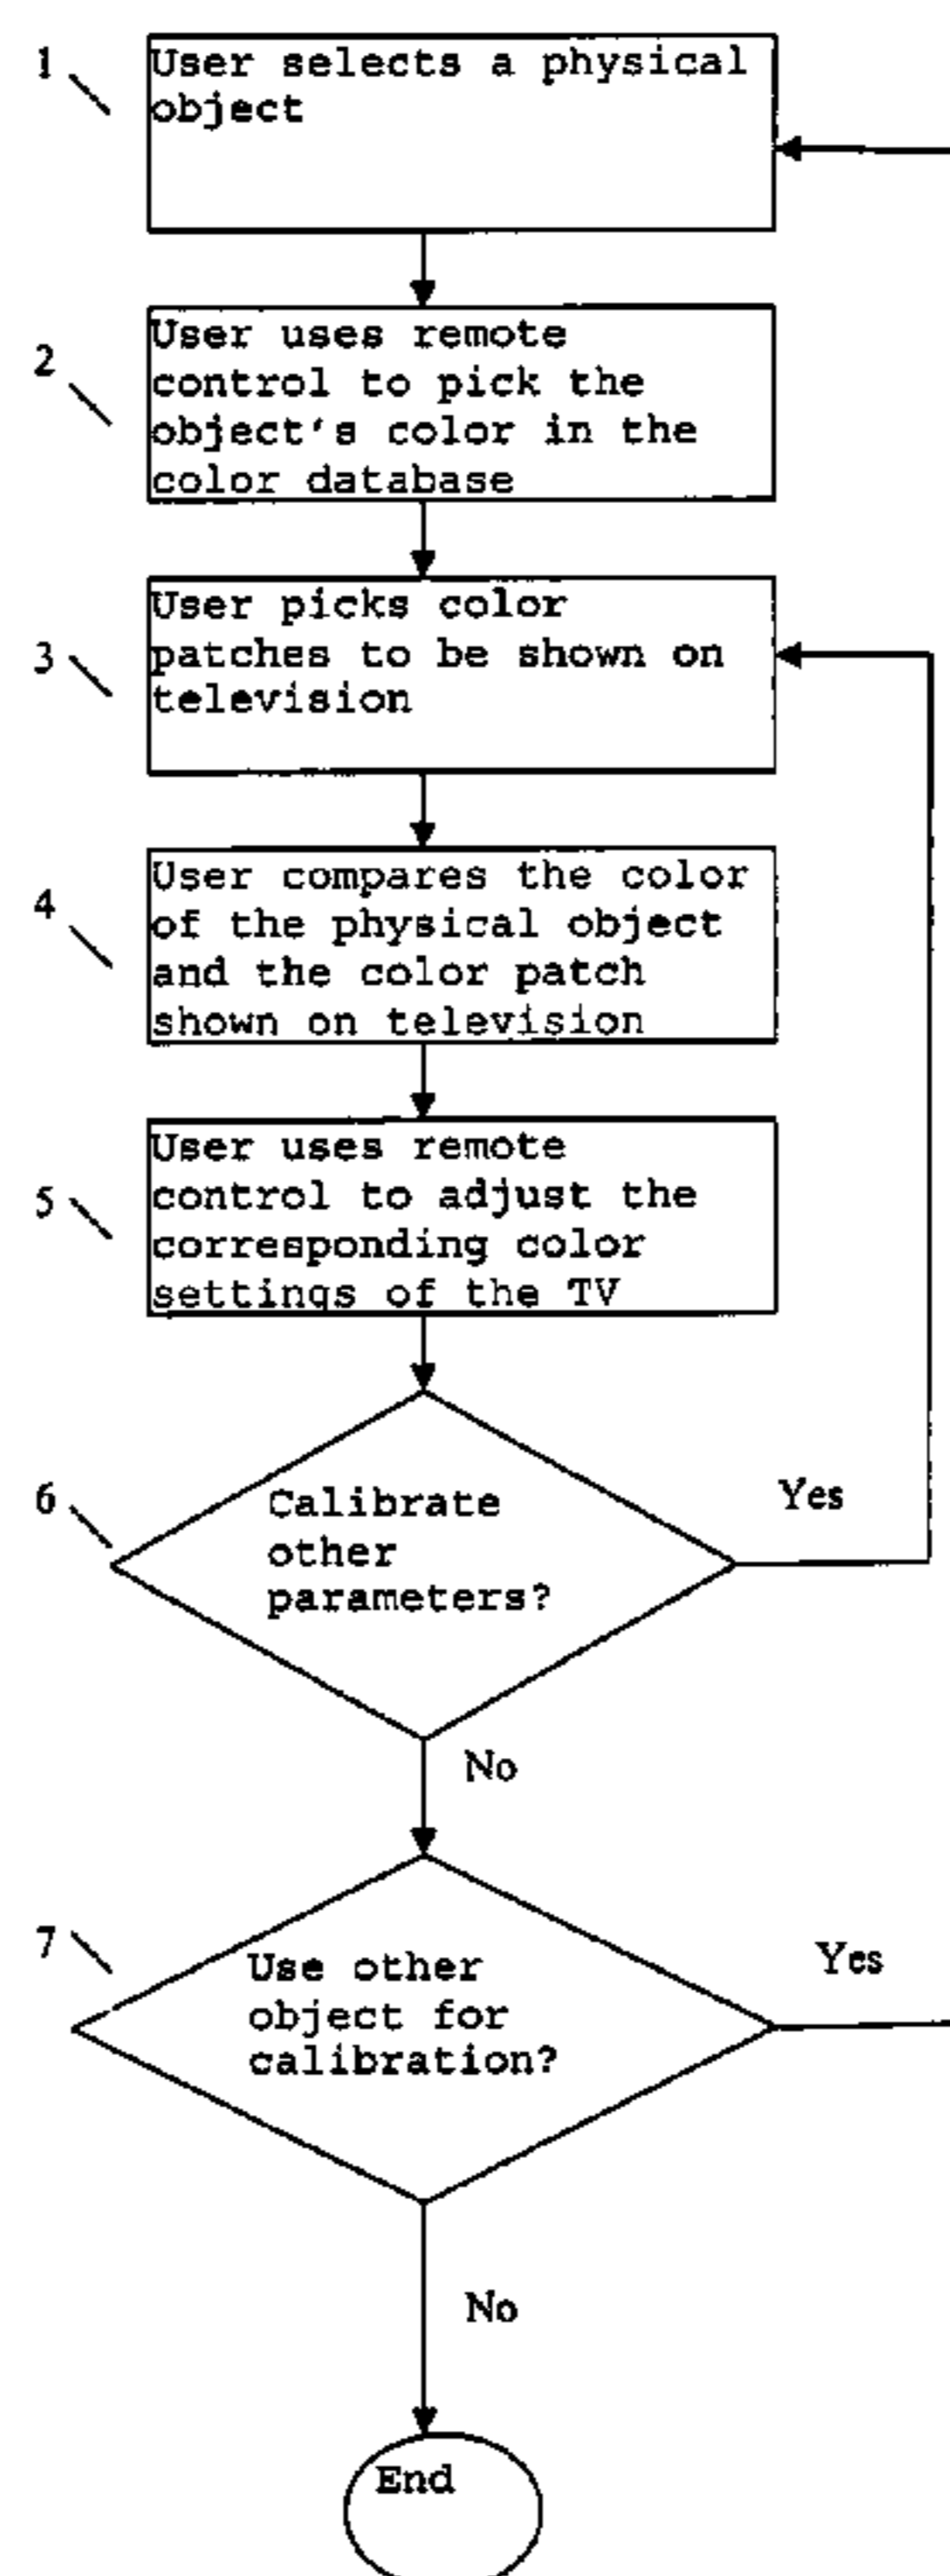 1
User selects a physical
object
2
User uses remote
control to pick the
object's color in the
color database
3
User picks color
patches to be shown on
television
4
User compares the color
of the physical object
and the color patch
shown on television
5
User uses remote
control to adjust the
corresponding color
settings of the TV
6
Calibrate
other
parameters?
Yes
No
7
Use other
object for
calibration?
Yes
No
End